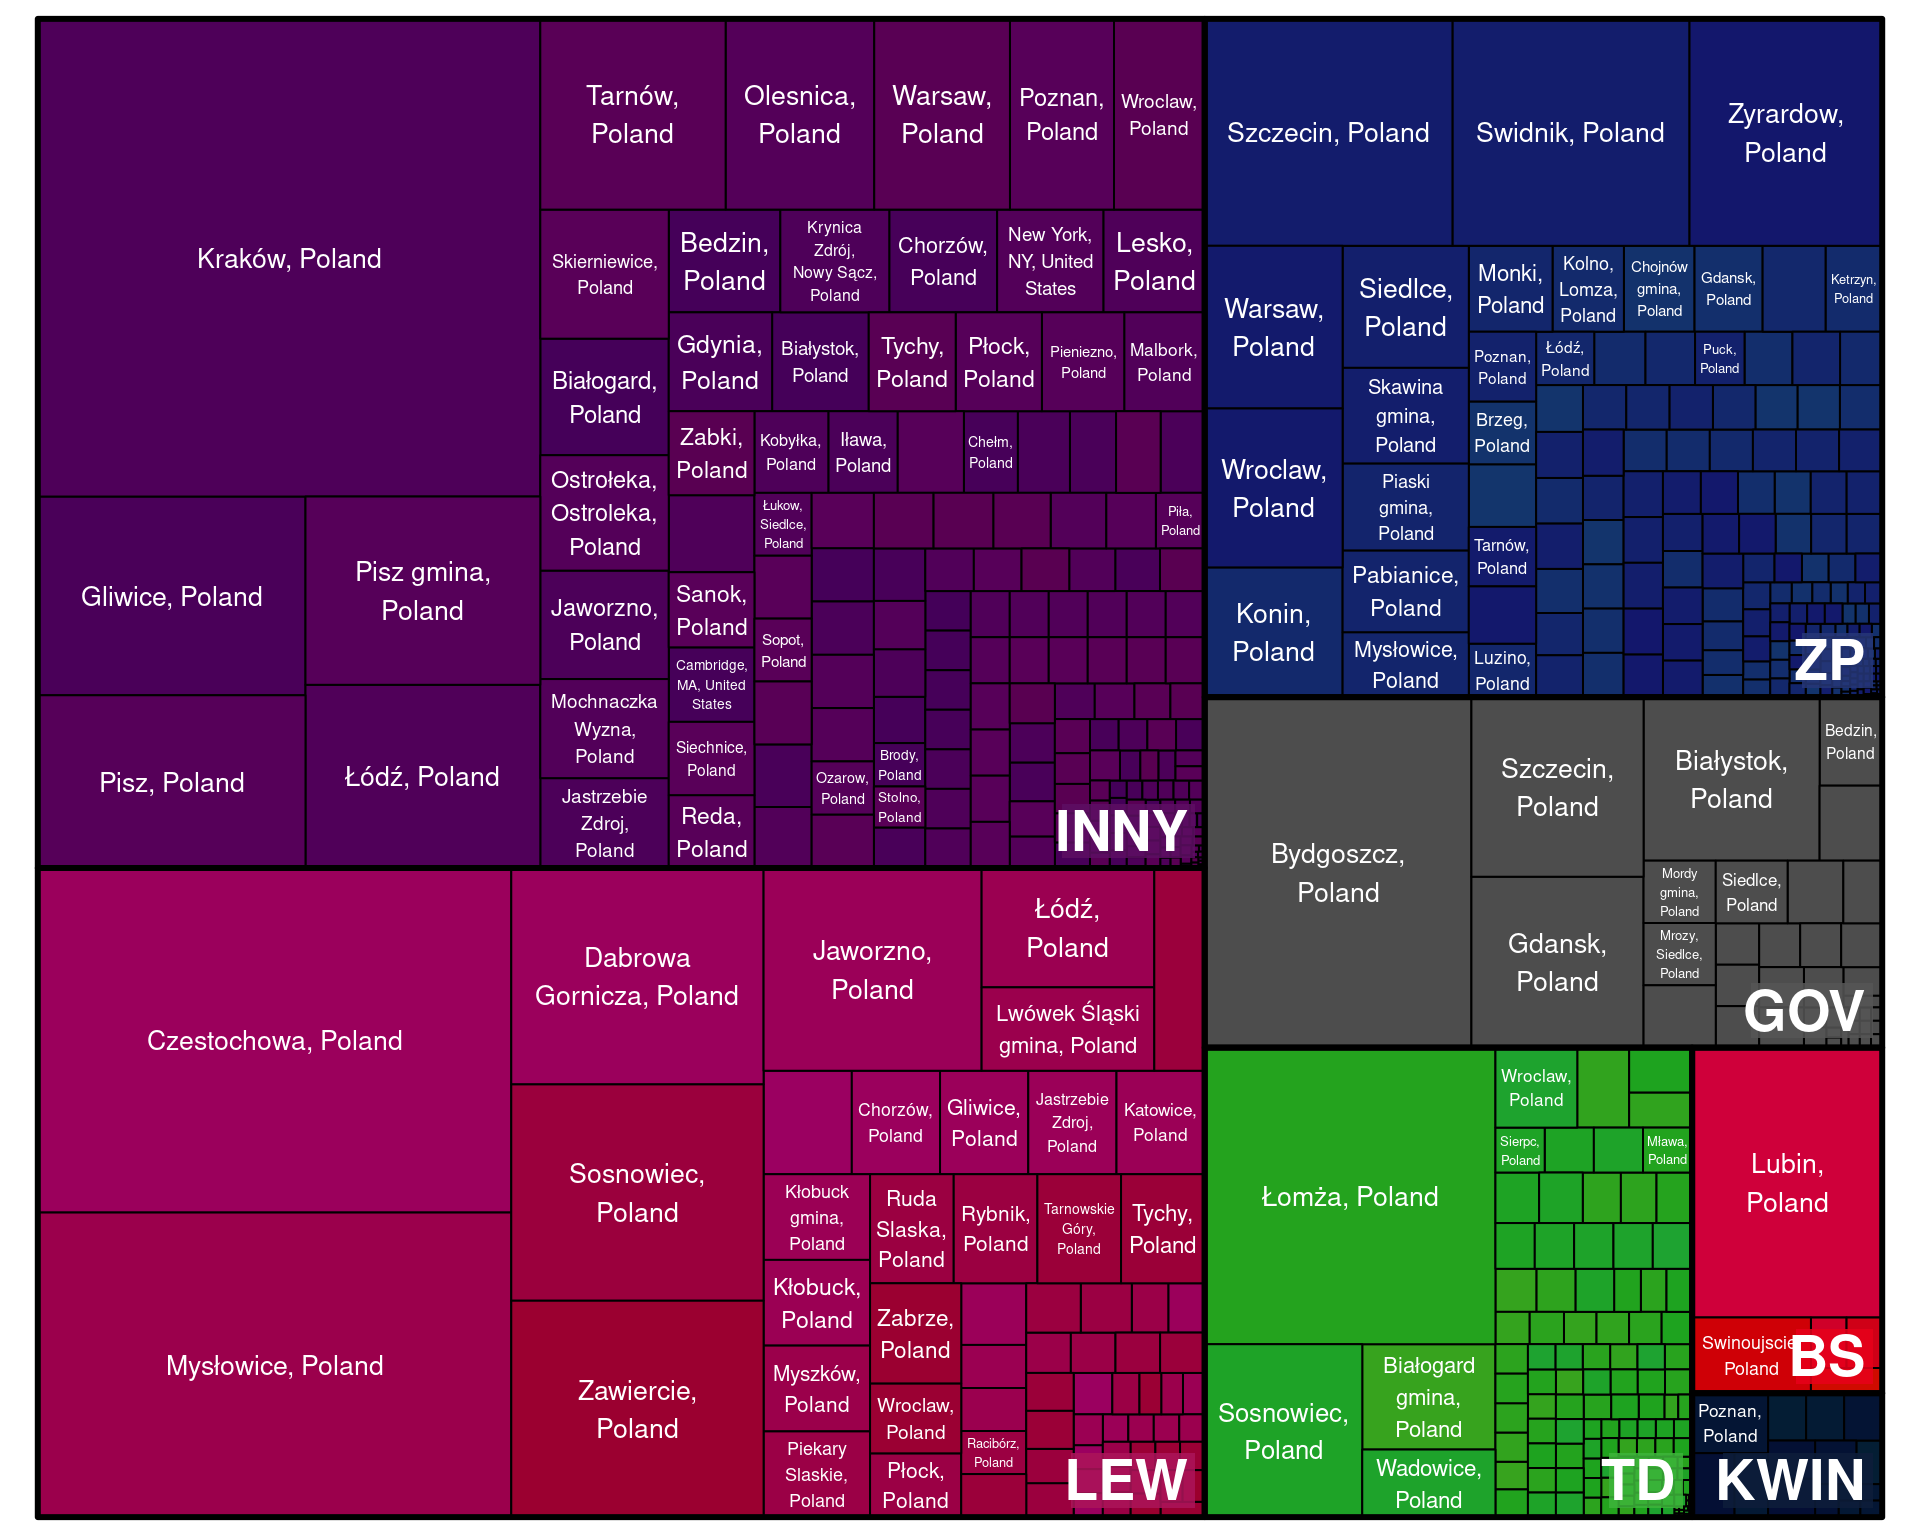 Kraków, Poland
Gliwice, Poland
Pisz gmina,
Poland
Pisz, Poland
Łódź, Poland
Tarnów,
Poland
Olesnica,
Poland
Warsaw,
Poland
Poznan,
Poland
Wroclaw,
Poland
Skierniewice,
Poland
Białogard,
Poland
Ostrołeka,
Ostroleka,
Poland
Jaworzno,
Poland
Mochnaczka
Wyzna,
Poland
Jastrzebie
Zdroj,
Poland
Bedzin,
Poland
Krynica
Zdrój,
Nowy Sącz,
Poland
Chorzów,
Poland
New York,
NY, United
States
Lesko,
Poland
Gdynia,
Poland
Białystok,
Poland
Tychy,
Poland
Płock,
Poland
Pieniezno,
Poland
Malbork,
Poland
Zabki,
Poland
Kobyłka,
Poland
Iława,
Poland
Chełm,
Poland
Sanok,
Poland
Cambridge,
MA, United
States
Siechnice,
Poland
Reda,
Poland
Łukow,
Siedlce,
Poland
Piła,
Poland
Sopot,
Poland
Ozarow,
Poland
Brody,
Poland
Stolno,
Poland
INNY
Szczecin, Poland
Swidnik, Poland
Zyrardow,
Poland
Warsaw,
Poland
Wroclaw,
Poland
Konin,
Poland
Siedlce,
Poland
Skawina
gmina,
Poland
Piaski
gmina,
Poland
Pabianice,
Poland
Mysłowice,
Poland
Monki,
Poland
Kolno,
Lomza,
Poland
Chojnów
gmina,
Poland
Gdansk,
Poland
Ketrzyn,
Poland
Poznan,
Poland
Łódź,
Poland
Puck,
Poland
Brzeg,
Poland
Tarnów,
Poland
Luzino,
Poland
ZP
Bydgoszcz,
Poland
Szczecin,
Poland
Gdansk,
Poland
Białystok,
Poland
Bedzin,
Poland
Mordy
gmina,
Poland
Siedlce,
Poland
Mrozy,
Siedlce,
Poland
GOV
Czestochowa, Poland
Mysłowice, Poland
Dabrowa
Gornicza, Poland
Sosnowiec,
Poland
Zawiercie,
Poland
Jaworzno,
Poland
Łódź,
Poland
Lwówek Śląski
gmina, Poland
Chorzów,
Poland
Gliwice,
Poland
Jastrzebie
Zdroj,
Poland
Katowice,
Poland
Kłobuck
gmina,
Poland
Kłobuck,
Poland
Myszków,
Poland
Piekary
Slaskie,
Poland
Ruda
Slaska,
Poland
Rybnik,
Poland
Tarnowskie
Góry,
Poland
Tychy,
Poland
Zabrze,
Poland
Wroclaw,
Poland
Płock,
Poland
Racibórz,
Poland
LEW
Łomża, Poland
Sosnowiec,
Poland
Białogard
gmina,
Poland
Wadowice,
Poland
Wroclaw,
Poland
Sierpc,
Poland
Mława,
Poland
TD
Lubin,
Poland
Swinoujscie
Poland
BS
Poznan,
Poland
KWIN